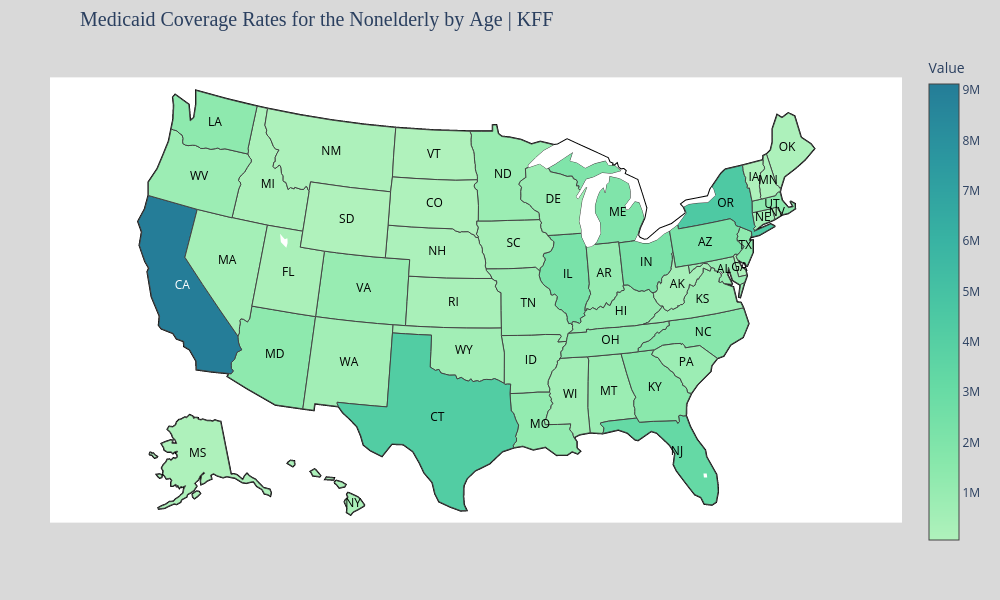 Medicaid Coverage Rates for the Nonelderly by Age | KFF
Value
9M
8M
7M
6M
5M
4M
3M
2M
1M
LA
WV
NM
MI
VT
ND
SD
CO
DE
ME
OK
IA
MN
OR
UT
NV
NE
CA
MA
FL
NH
SC
IL
AR
IN
AZ
TX
AL
GA
AK
KS
VA
RI
TN
HI
OH
NC
MD
WA
WY
ID
WI
MT
KY
PA
CT
MO
NJ
MS
NY